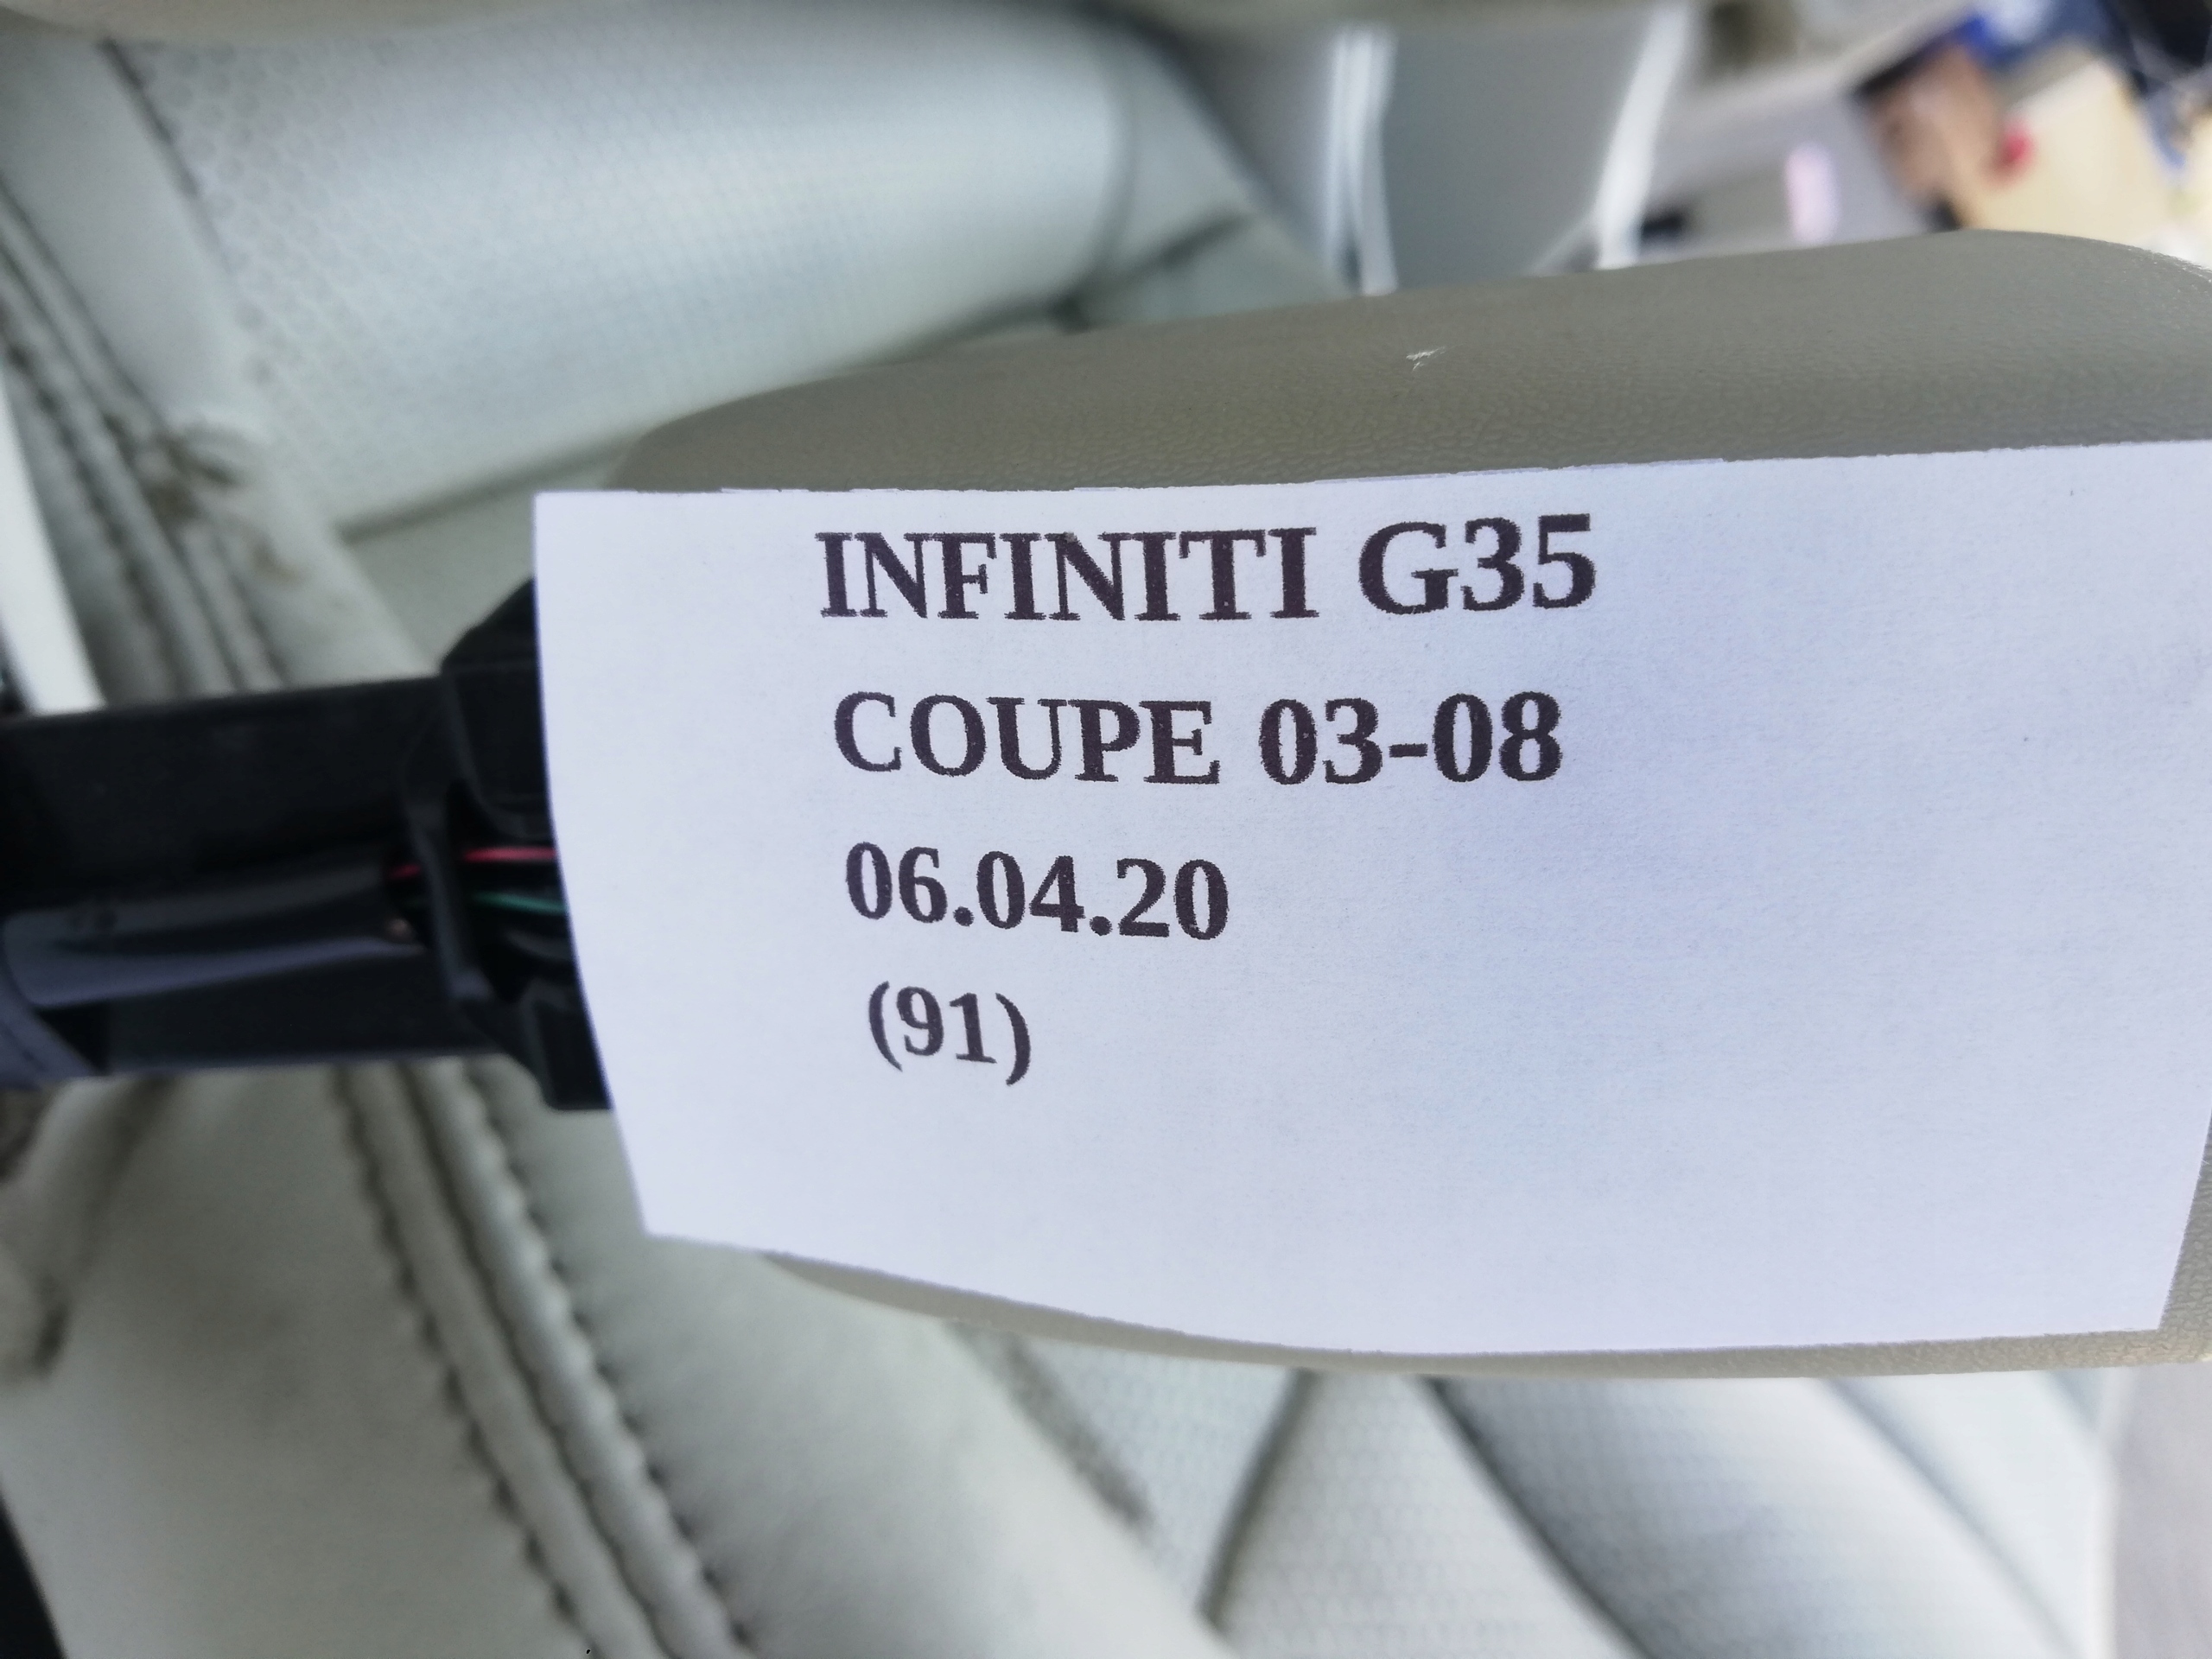 INFINITI G35
COUPE 03-08
06.04.20
(91)